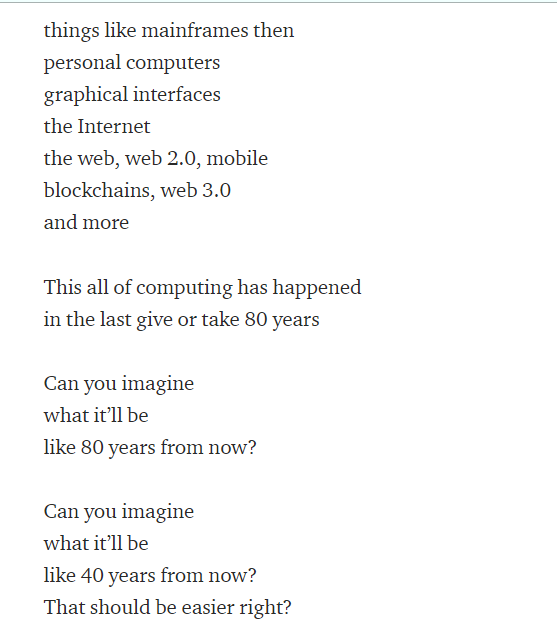 things like mainframes then
personal computers
graphical interfaces
the Internet
the web, web 2.0, mobile
blockchains, web 3.0
and more
This all of computing has happened
in the last give or take 80 years
Can you imagine
what it’ll be
like 80 years from now?
Can you imagine
what it’ll be
like 40 years from now?
That should be easier right?